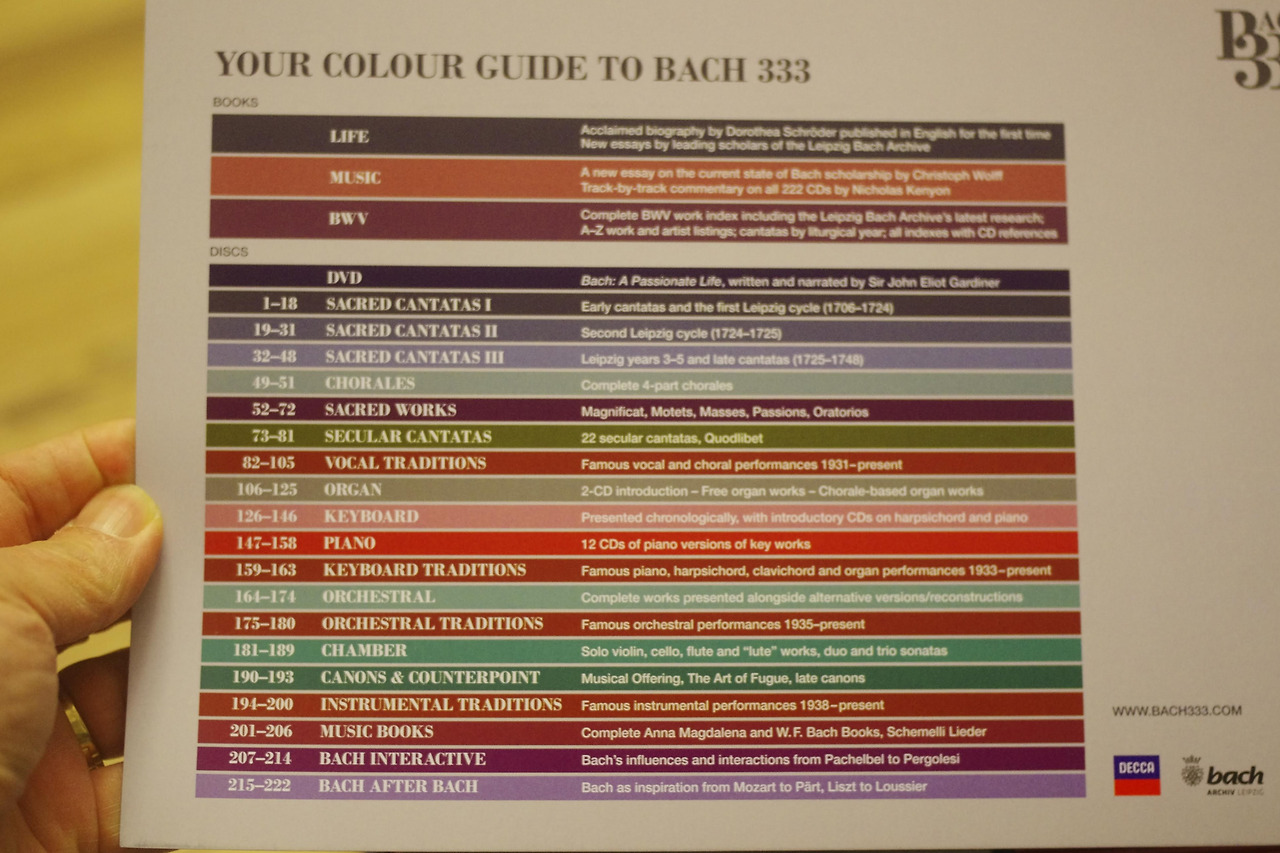 BACH
333
YOUR COLOUR GUIDE TO BACH 333
BOOKS
LIFE Acclaimed biography by Dorothea Schröder published in English for the first time
New essays by leading scholars of the Leipzig Bach Archive
MUSIC A new essay on the current state of Bach scholarship by Christoph Wolff
Track-by-track commentary on all 222 CDs by Nicholas Kenyon
BWV Complete BWV work index including the Leipzig Bach Archive's latest research;
A–Z work and artist listings; cantatas by liturgical year; all indexes with CD references
DISCS
DVD Bach: A Passionate Life, written and narrated by Sir John Eliot Gardiner
1–18 SACRED CANTATAS I Early cantatas and the first Leipzig cycle (1706–1724)
19–31 SACRED CANTATAS II Second Leipzig cycle (1724–1725)
32–48 SACRED CANTATAS III Leipzig years 3–5 and late cantatas (1725–1748)
49–51 CHORALES Complete 4-part chorales
52–72 SACRED WORKS Magnificat, Motets, Masses, Passions, Oratorios
73–81 SECULAR CANTATAS 22 secular cantatas, Quodlibet
82–105 VOCAL TRADITIONS Famous vocal and choral performances 1931–present
106–125 ORGAN 2-CD introduction – Free organ works – Chorale-based organ works
126–146 KEYBOARD Presented chronologically, with introductory CDs on harpsichord and piano
147–158 PIANO 12 CDs of piano versions of key works
159–163 KEYBOARD TRADITIONS Famous piano, harpsichord, clavichord and organ performances 1933–present
164–174 ORCHESTRAL Complete works presented alongside alternative versions/reconstructions
175–180 ORCHESTRAL TRADITIONS Famous orchestral performances 1935–present
181–189 CHAMBER Solo violin, cello, flute and “lute” works, duo and trio sonatas
190–193 CANONS & COUNTERPOINT Musical Offering, The Art of Fugue, late canons
194–200 INSTRUMENTAL TRADITIONS Famous instrumental performances 1938–present
201–206 MUSIC BOOKS Complete Anna Magdalena and W. F. Bach Books, Schemelli Lieder
207–214 BACH INTERACTIVE Bach's influences and interactions from Pachelbel to Pergolesi
215–222 BACH AFTER BACH Bach as inspiration from Mozart to Pärt, Liszt to Loussier
WWW.BACH333.COM
DECCA
bach
ARCHIV LEIPZIG